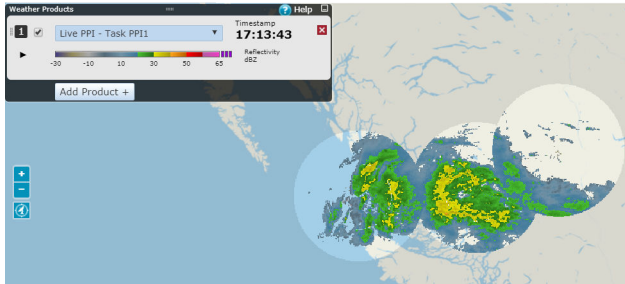 Weather Products
Help
1
Live PPI - Task PPI1
Timestamp
17:13:43
-30 -10 10 30 50 65
Reflectivity
dBZ
Add Product +
+
−